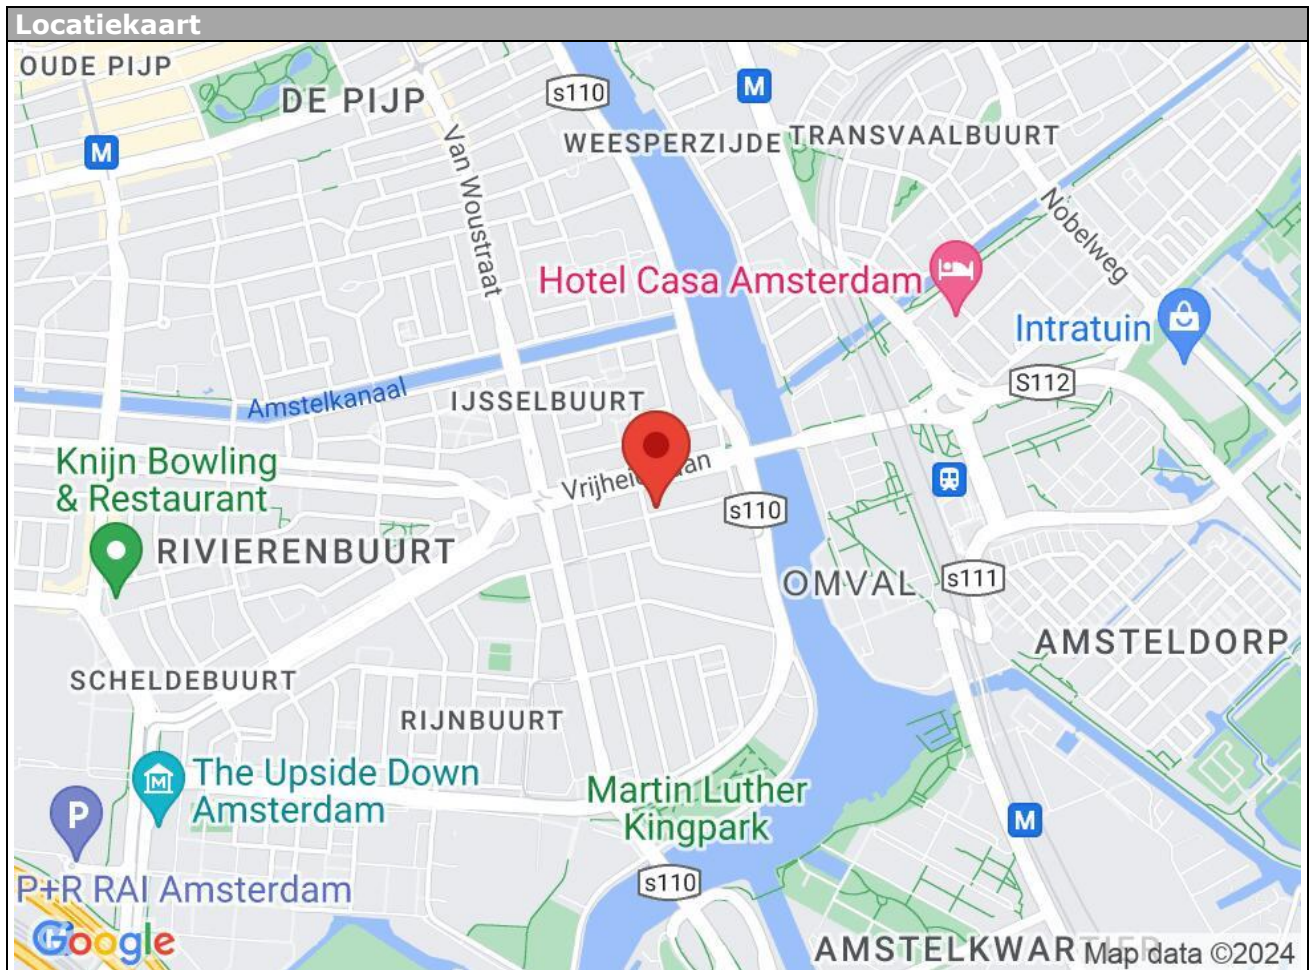 Locatiekaart
OUDE PIJP
DE PIJP
s110
M
WEESPERZIJDE
TRANSVAALBUURT
M
Van Woustraat
Nobelweg
Hotel Casa Amsterdam
Intratuin
S112
Amstelkanaal
IJSSELBUURT
Knijn Bowling
& Restaurant
s110
RIVIERENBUURT
OMVAL
s111
AMSTELDORP
SCHELDEBUURT
RIJNBUURT
The Upside Down
Amsterdam
M
Martin Luther
Kingpark
P
M
P+R RAI Amsterdam
s110
Google
Map data ©2024